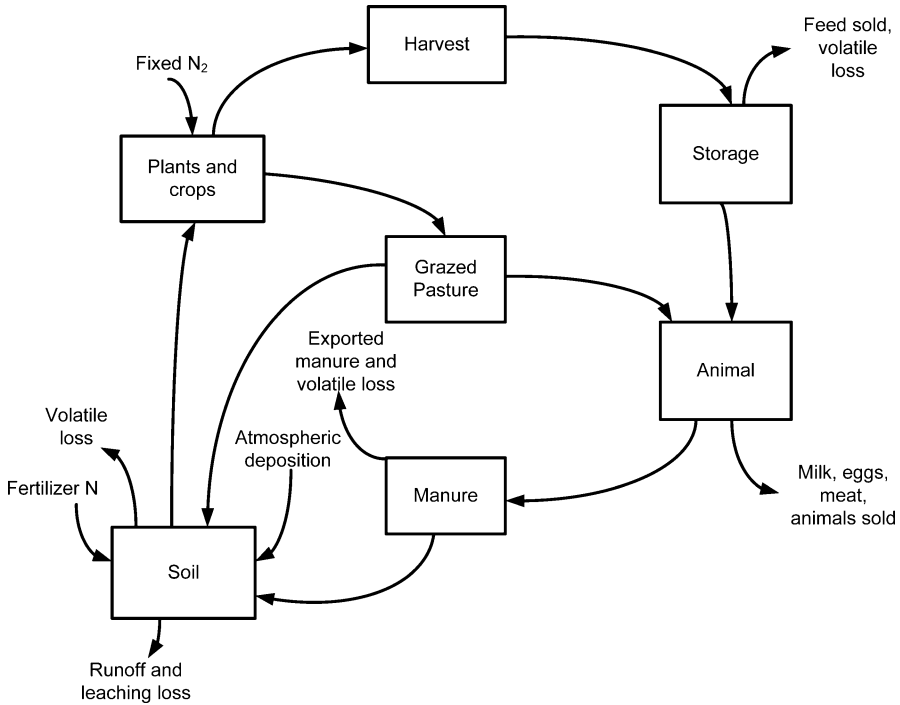 Harvest
Feed sold,
volatile
loss
Fixed N₂
Storage
Plants and
crops
Grazed
Pasture
Exported
manure and
volatile loss
Animal
Volatile
loss
Atmospheric
deposition
Fertilizer N
Manure
Milk, eggs,
meat,
animals sold
Soil
Runoff and
leaching loss